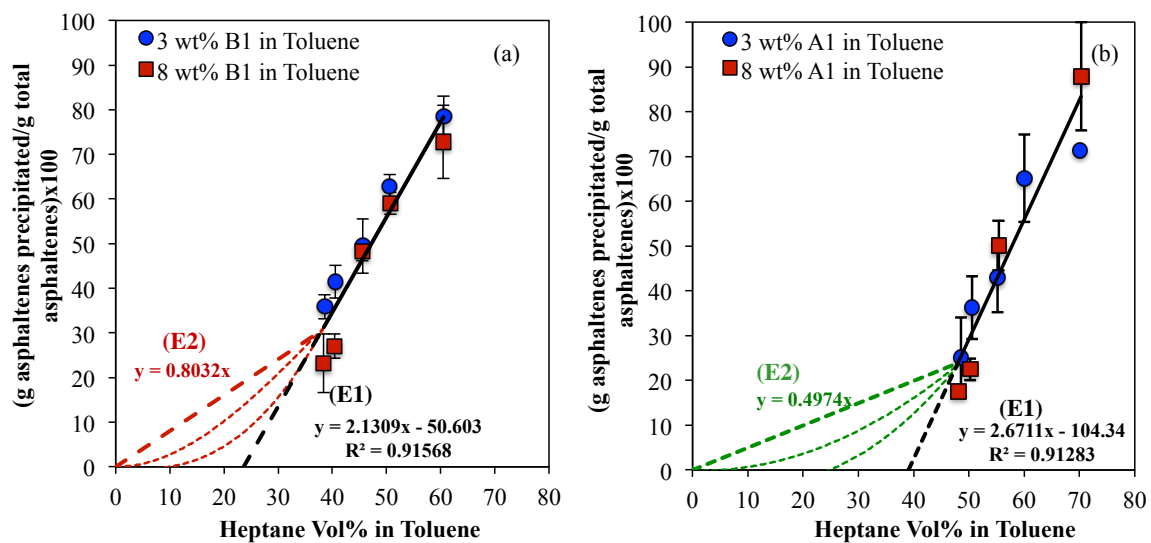 3 wt% B1 in Toluene
8 wt% B1 in Toluene
(a)
(g asphaltenes precipitated/g total
asphaltenes)x100
100
90
80
70
60
50
40
30
20
10
0
(E2)
y = 0.8032x
(E1)
y = 2.1309x - 50.603
R² = 0.91568
0 10 20 30 40 50 60 70 80
Heptane Vol% in Toluene
3 wt% A1 in Toluene
8 wt% A1 in Toluene
(b)
(g asphaltenes precipitated/g total
asphaltenes)x100
100
90
80
70
60
50
40
30
20
10
0
(E2)
y = 0.4974x
(E1)
y = 2.6711x - 104.34
R² = 0.91283
0 10 20 30 40 50 60 70 80
Heptane Vol% in Toluene